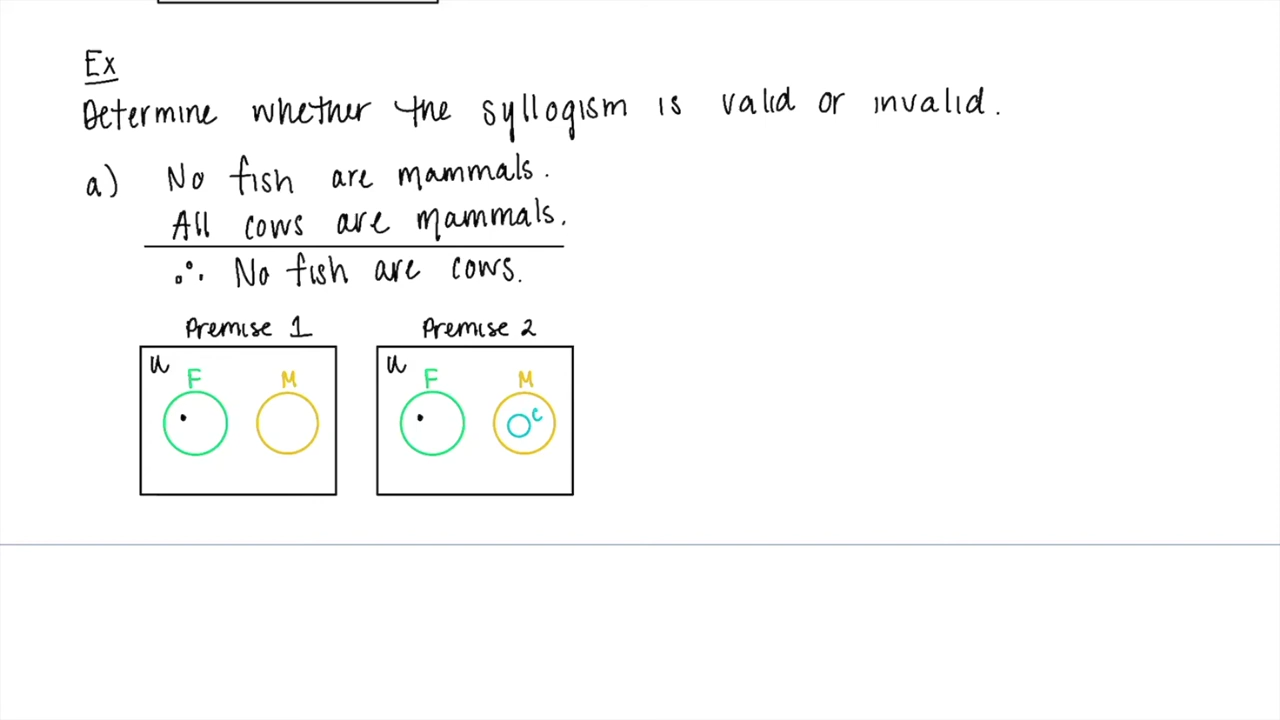 Ex
Determine whether the syllogism is valid or invalid.
a) No fish are mammals.
All cows are mammals.
∴ No fish are cows.
Premise 1 Premise 2
U F M U F M C